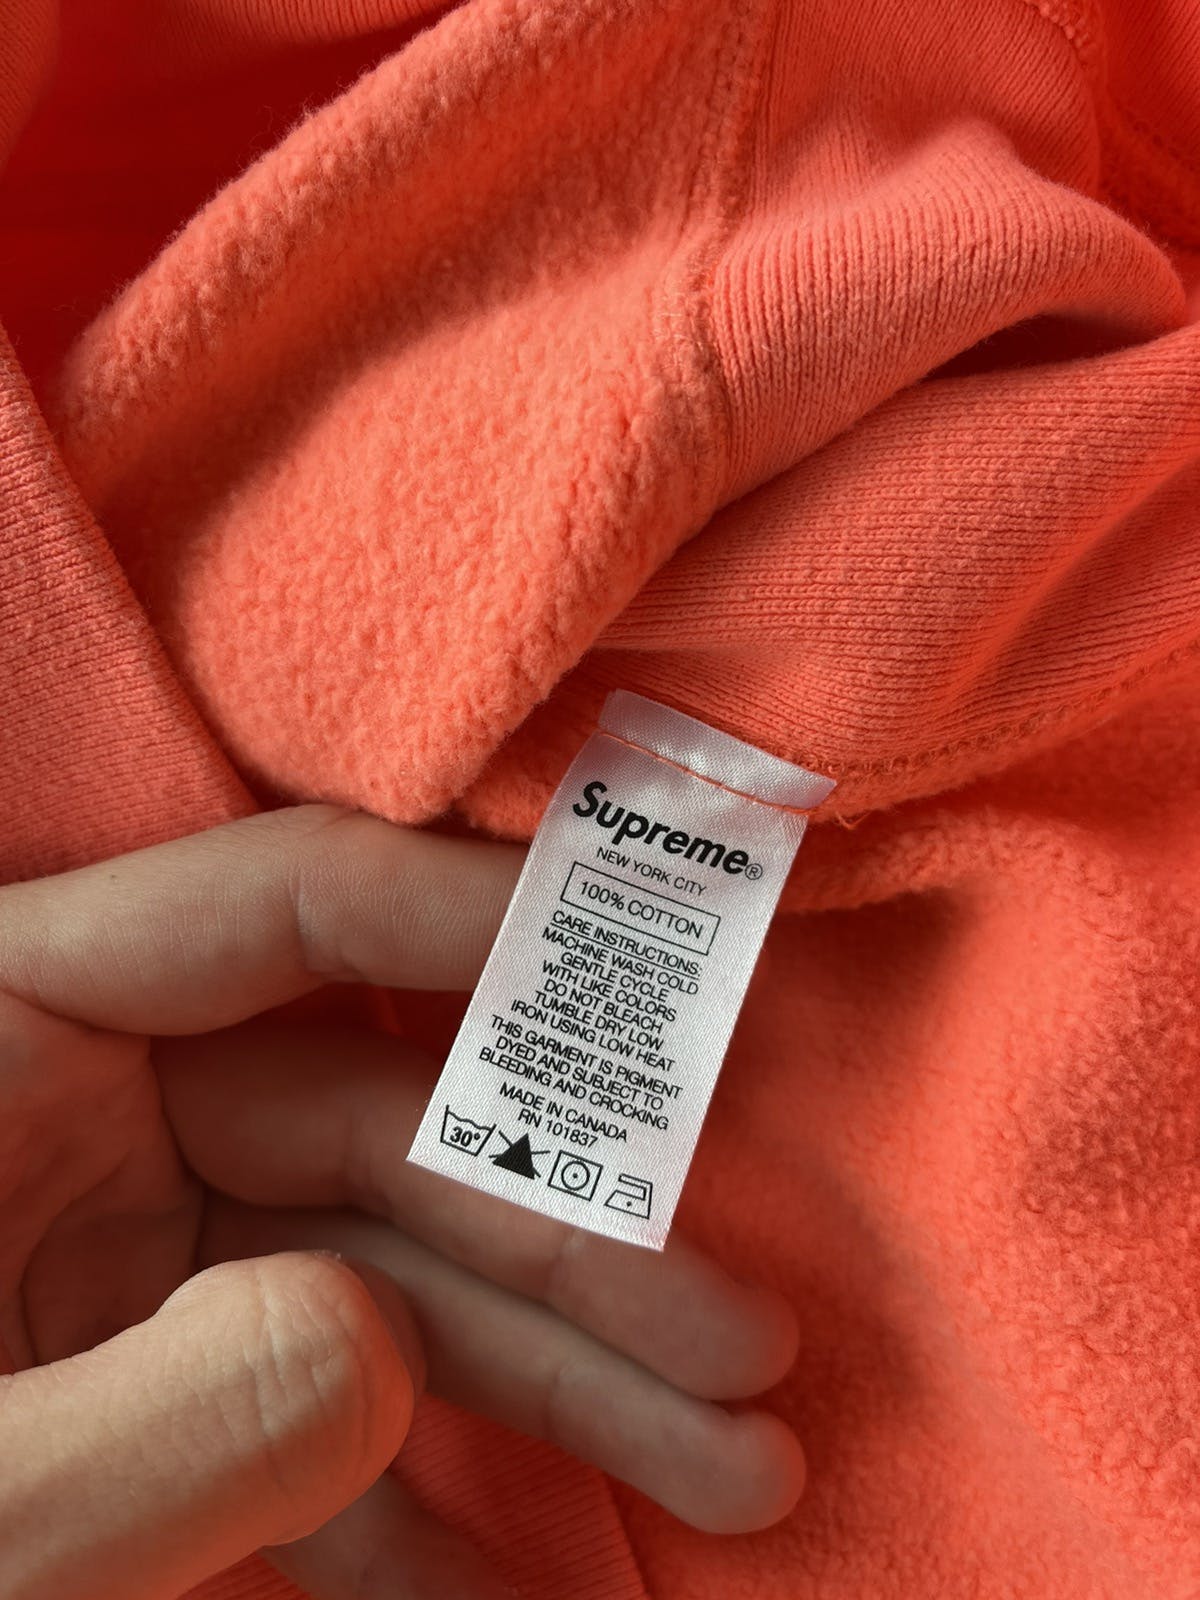 Supreme®
NEW YORK CITY
100% COTTON
CARE INSTRUCTIONS:
MACHINE WASH COLD
GENTLE CYCLE
WITH LIKE COLORS
DO NOT BLEACH
TUMBLE DRY LOW
IRON USING LOW HEAT
THIS GARMENT IS PIGMENT
DYED AND SUBJECT TO
BLEEDING AND CROCKING
MADE IN CANADA
RN 101837
30°